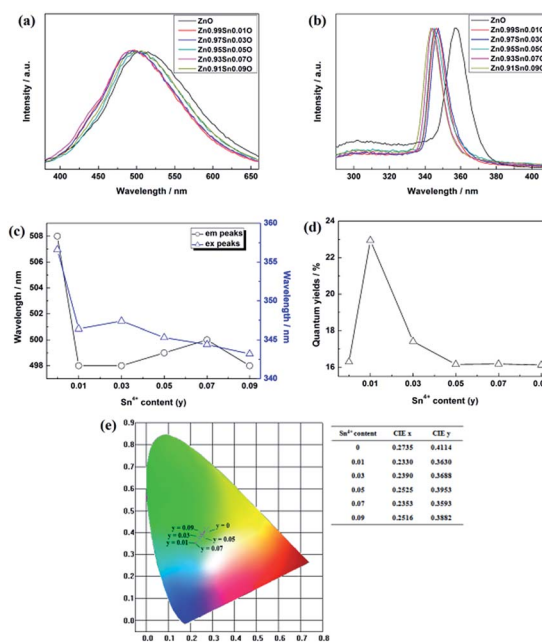 (a)
ZnO
Zn0.99Sn0.01O
Zn0.97Sn0.03O
Zn0.95Sn0.05O
Zn0.93Sn0.07O
Zn0.91Sn0.09O
Intensity / a.u.
400 450 500 550 600 650
Wavelength / nm
(b)
ZnO
Zn0.99Sn0.01O
Zn0.97Sn0.03O
Zn0.95Sn0.05O
Zn0.93Sn0.07O
Zn0.91Sn0.09O
Intensity / a.u.
300 320 340 360 380 400
Wavelength / nm
(c)
em peaks
ex peaks
Wavelength / nm
508
506
504
502
500
498
360
355
350
345
340
Wavelength / nm
0.01 0.03 0.05 0.07 0.09
Sn⁴⁺ content (y)
(d)
Quantum yields / %
24
22
20
18
16
0.01 0.03 0.05 0.07 0.09
Sn⁴⁺ content (y)
(e)
0.9
0.8
0.7
0.6
0.5
0.4
0.3
0.2
0.1
0.0
0.0 0.1 0.2 0.3 0.4 0.5 0.6 0.7 0.8
y = 0.09
y = 0
y = 0.03
y = 0.05
y = 0.01
y = 0.07
Sn⁴⁺ content CIE x CIE y
0 0.2735 0.4114
0.01 0.2330 0.3630
0.03 0.2390 0.3688
0.05 0.2525 0.3953
0.07 0.2353 0.3593
0.09 0.2516 0.3882